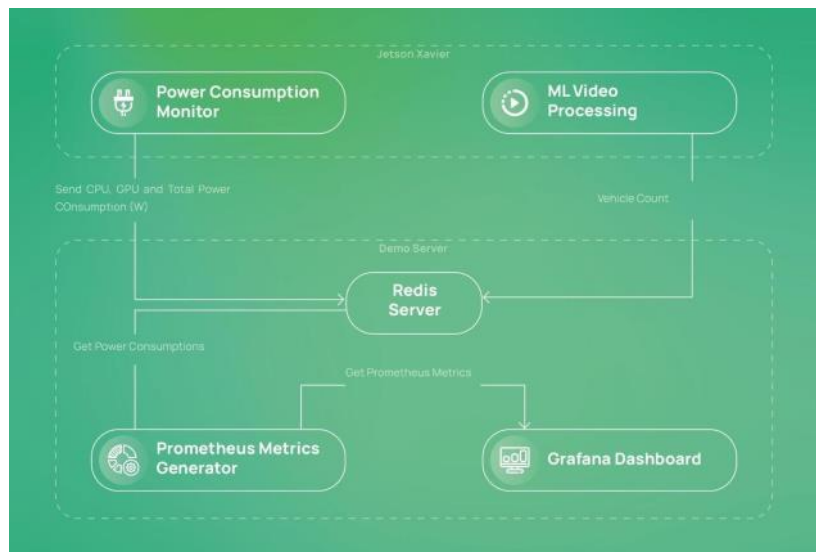 Jetson Xavier
Power Consumption
Monitor
ML Video
Processing
Send CPU, GPU and Total Power
COnsumption (W)
Vehicle Count
Demo Server
Redis
Server
Get Power Consumptions
Get Prometheus Metrics
Prometheus Metrics
Generator
Grafana Dashboard